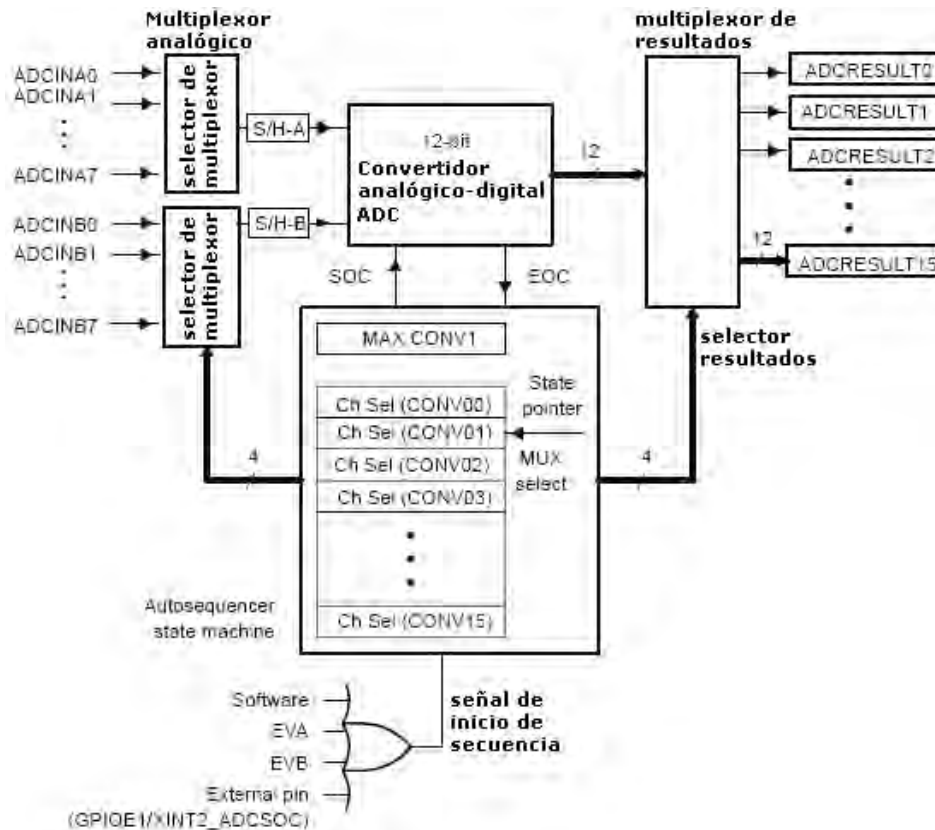 Multiplexor
analógico
multiplexor de
resultados
ADCINA0
ADCINA1
ADCINA7
selector de
multiplexor
S/H-A
12-Bit
Convertidor
analógico-digital
ADC
12
ADCRESULT0
ADCRESULT1
ADCRESULT2
12
ADCRESULT15
ADCINB0
ADCINB1
ADCINB7
selector de
multiplexor
S/H-B
SOC
EOC
selector
resultados
MAX CONV1
Ch Sel (CONV00)
Ch Sel (CONV01)
Ch Sel (CONV02)
Ch Sel (CONV03)
Ch Sel (CONV15)
State
pointer
MUX
select
4
4
Autosequencer
state machine
Software
EVA
EVB
External pin
(GPIOE1/XINT2_ADCSOC)
señal de
inicio de
secuencia